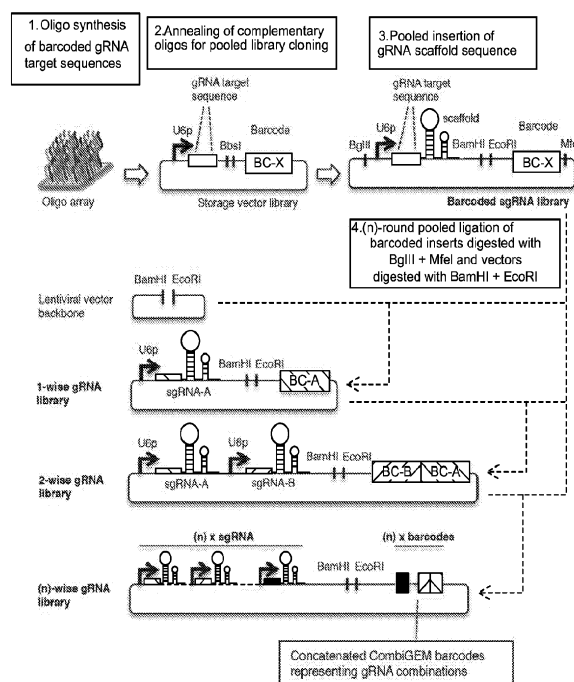 1.Oligo synthesis
of barcoded gRNA
target sequences
2.Annealing of complementary
oligos for pooled library cloning
3.Pooled insertion of
gRNA scaffold sequence
gRNA target
sequence
U6p
BbsI
Barcode
BC-X
Oligo array
Storage vector library
gRNA target
sequence
scaffold
BglII
U6p
BamHI EcoRI
Barcode
BC-X
Mfe
Barcoded sgRNA library
4.(n)-round pooled ligation of
barcoded inserts digested with
BglII + MfeI and vectors
digested with BamHI + EcoRI
BamHI EcoRI
Lentiviral vector
backbone
U6p
BamHI EcoRI
BC-A
sgRNA-A
1-wise gRNA
library
U6p
U6p
BamHI EcoRI
BC-B BC-A
sgRNA-A
sgRNA-B
2-wise gRNA
library
(n) x sgRNA
(n) x barcodes
BamHI EcoRI
(n)-wise gRNA
library
Concatenated CombiGEM barcodes
representing gRNA combinations